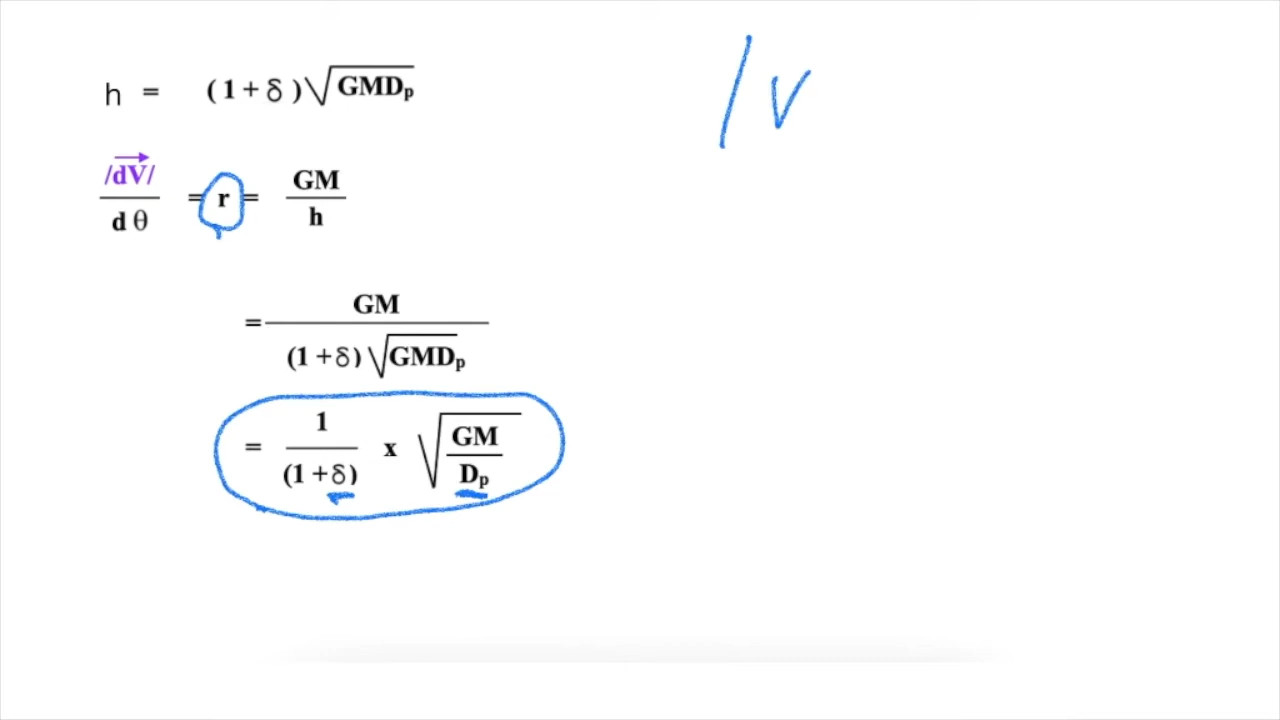 h = (1 + δ) √GMDp
/dV/ / dθ = r = GM / h
= GM / (1 + δ) √GMDp
= 1 / (1 + δ) x √GM / Dp
/ V